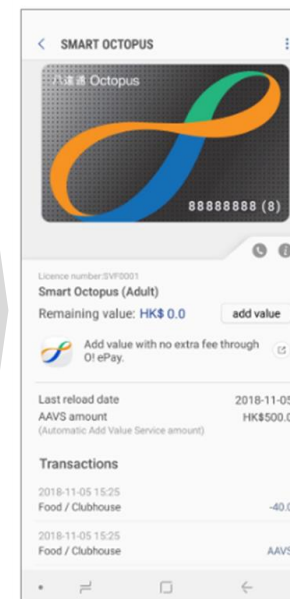 SMART OCTOPUS
八達通 Octopus
88888888 (8)
Licence number:SVF0001
Smart Octopus (Adult)
Remaining value: HK$ 0.0
add value
Add value with no extra fee through
O! ePay.
Last reload date 2018-11-05
AAVS amount HK$500.0
(Automatic Add Value Service amount)
Transactions
2018-11-05 15:25
Food / Clubhouse -40.0
2018-11-05 15:25
Food / Clubhouse AAVS